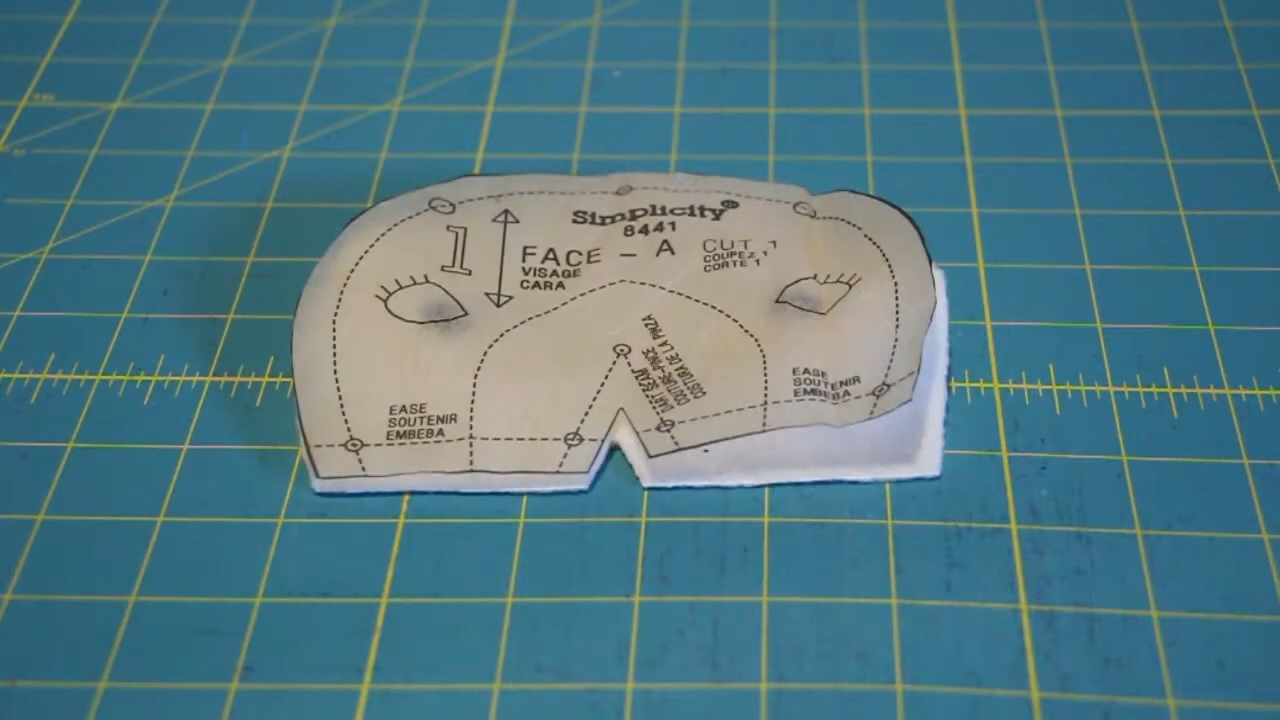 Simplicity®
8441
1
FACE – A
VISAGE
CARA
CUT 1
COUPEZ 1
CORTE 1
DART SEAM
COUTURE-PINCE
COSTURA DE LA PINZA
EASE
SOUTENIR
EMBEBA
EASE
SOUTENIR
EMBEBA